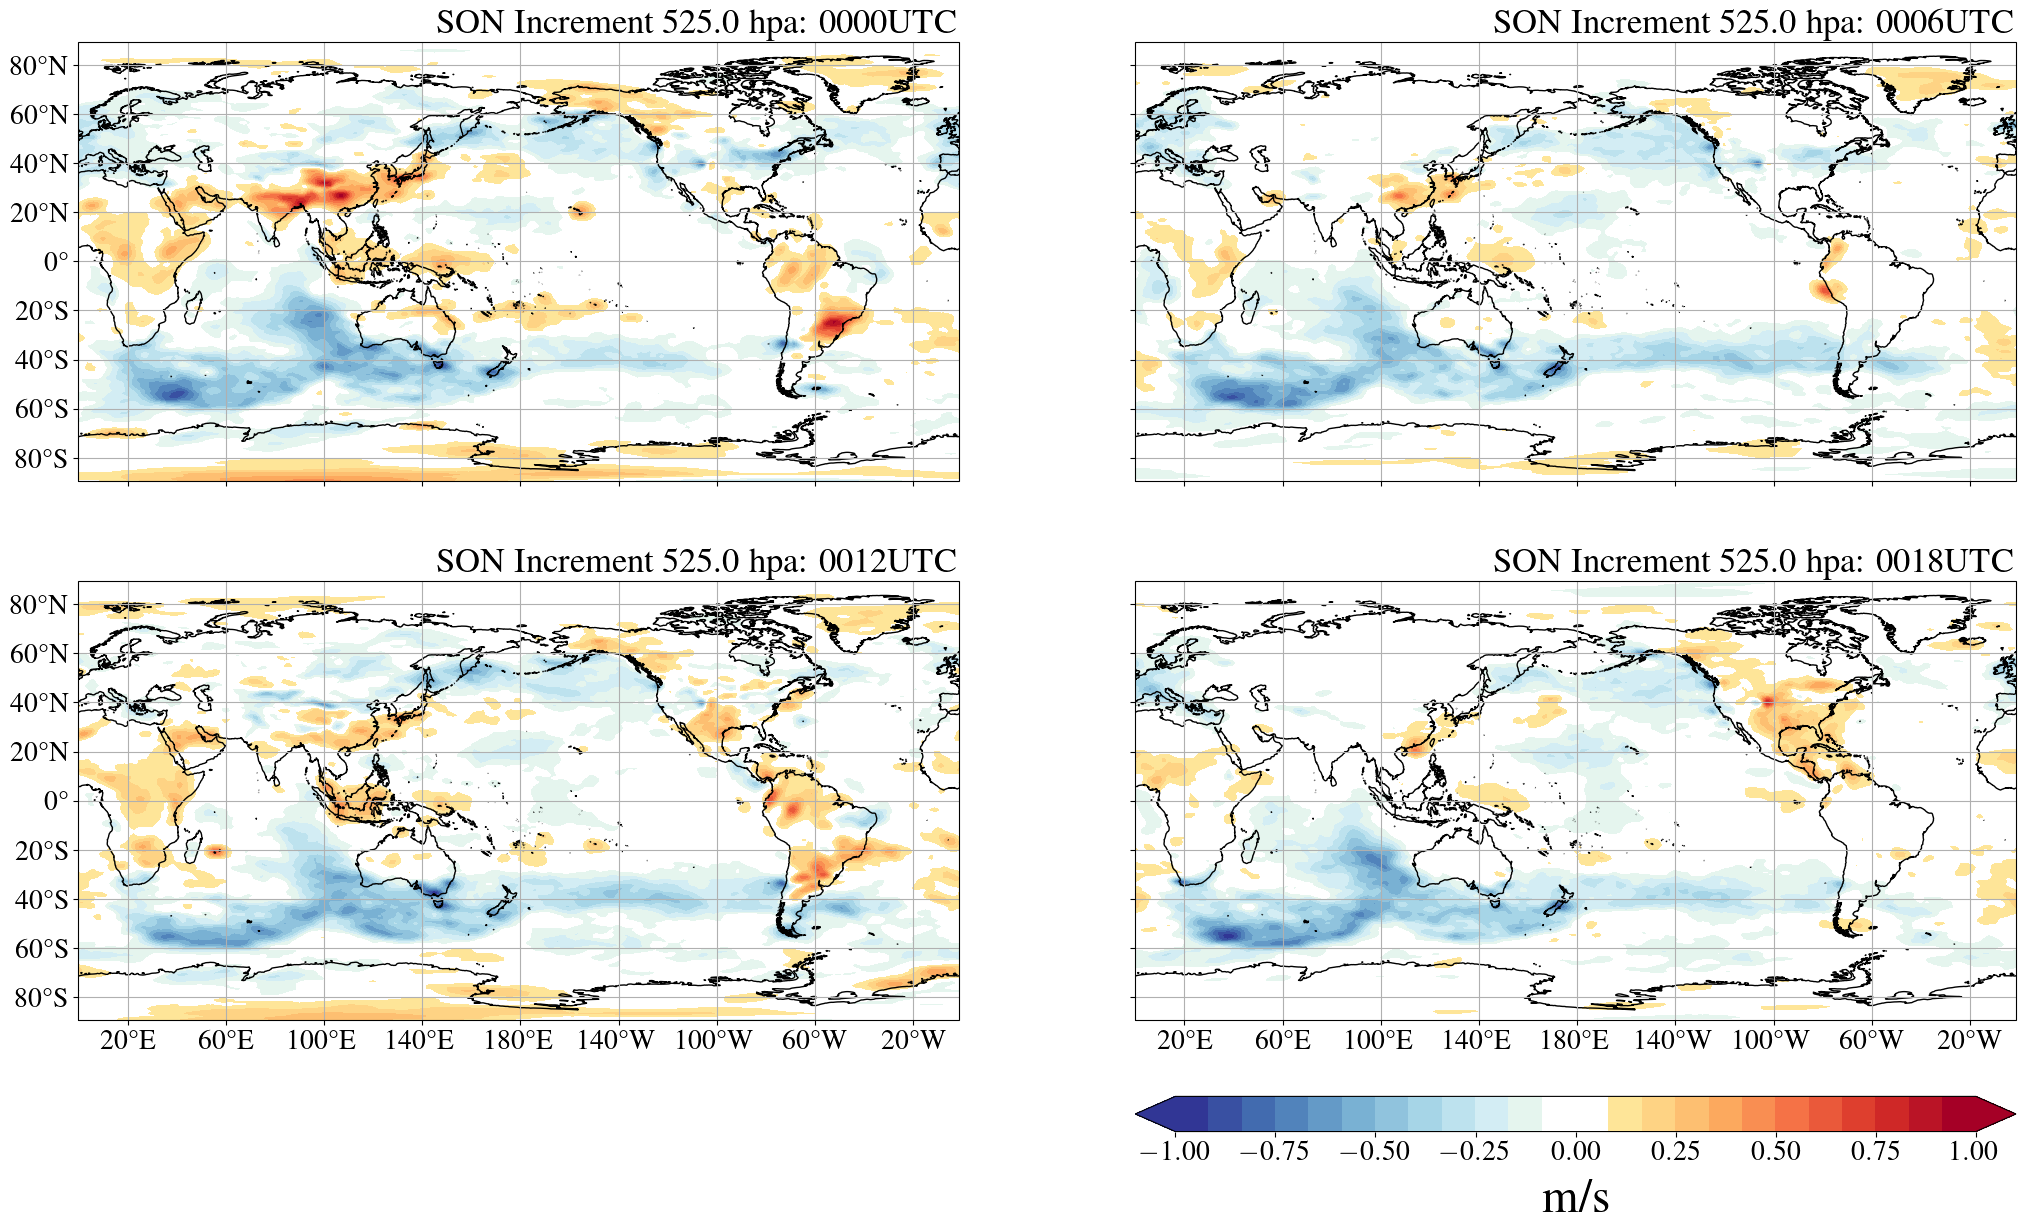 SON Increment 525.0 hpa: 0000UTC
SON Increment 525.0 hpa: 0006UTC
80°N
60°N
40°N
20°N
0°
20°S
40°S
60°S
80°S
SON Increment 525.0 hpa: 0012UTC
SON Increment 525.0 hpa: 0018UTC
80°N
60°N
40°N
20°N
0°
20°S
40°S
60°S
80°S
20°E 60°E 100°E 140°E 180°E 140°W 100°W 60°W 20°W
20°E 60°E 100°E 140°E 180°E 140°W 100°W 60°W 20°W
−1.00 −0.75 −0.50 −0.25 0.00 0.25 0.50 0.75 1.00
m/s